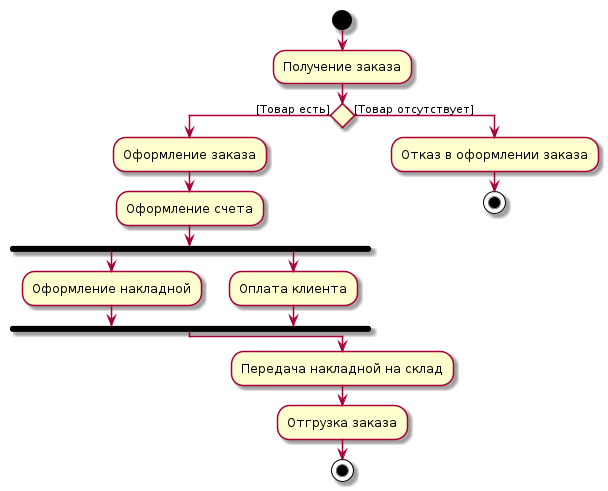 Получение заказа
[Товар есть]
[Товар отсутствует]
Оформление заказа
Отказ в оформлении заказа
Оформление счета
Оформление накладной
Оплата клиента
Передача накладной на склад
Отгрузка заказа